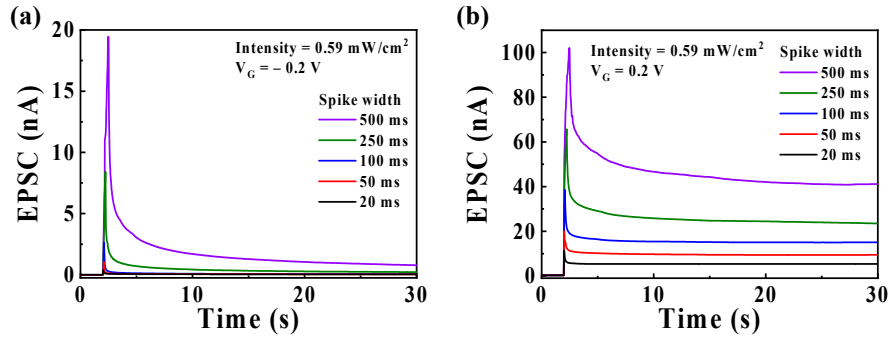 (a)
Intensity = 0.59 mW/cm²
V_G = – 0.2 V
Spike width
500 ms
250 ms
100 ms
50 ms
20 ms
EPSC (nA)
20
15
10
5
0
0 10 20 30
Time (s)
(b)
Intensity = 0.59 mW/cm²
V_G = 0.2 V
Spike width
500 ms
250 ms
100 ms
50 ms
20 ms
EPSC (nA)
100
80
60
40
20
0
0 10 20 30
Time (s)